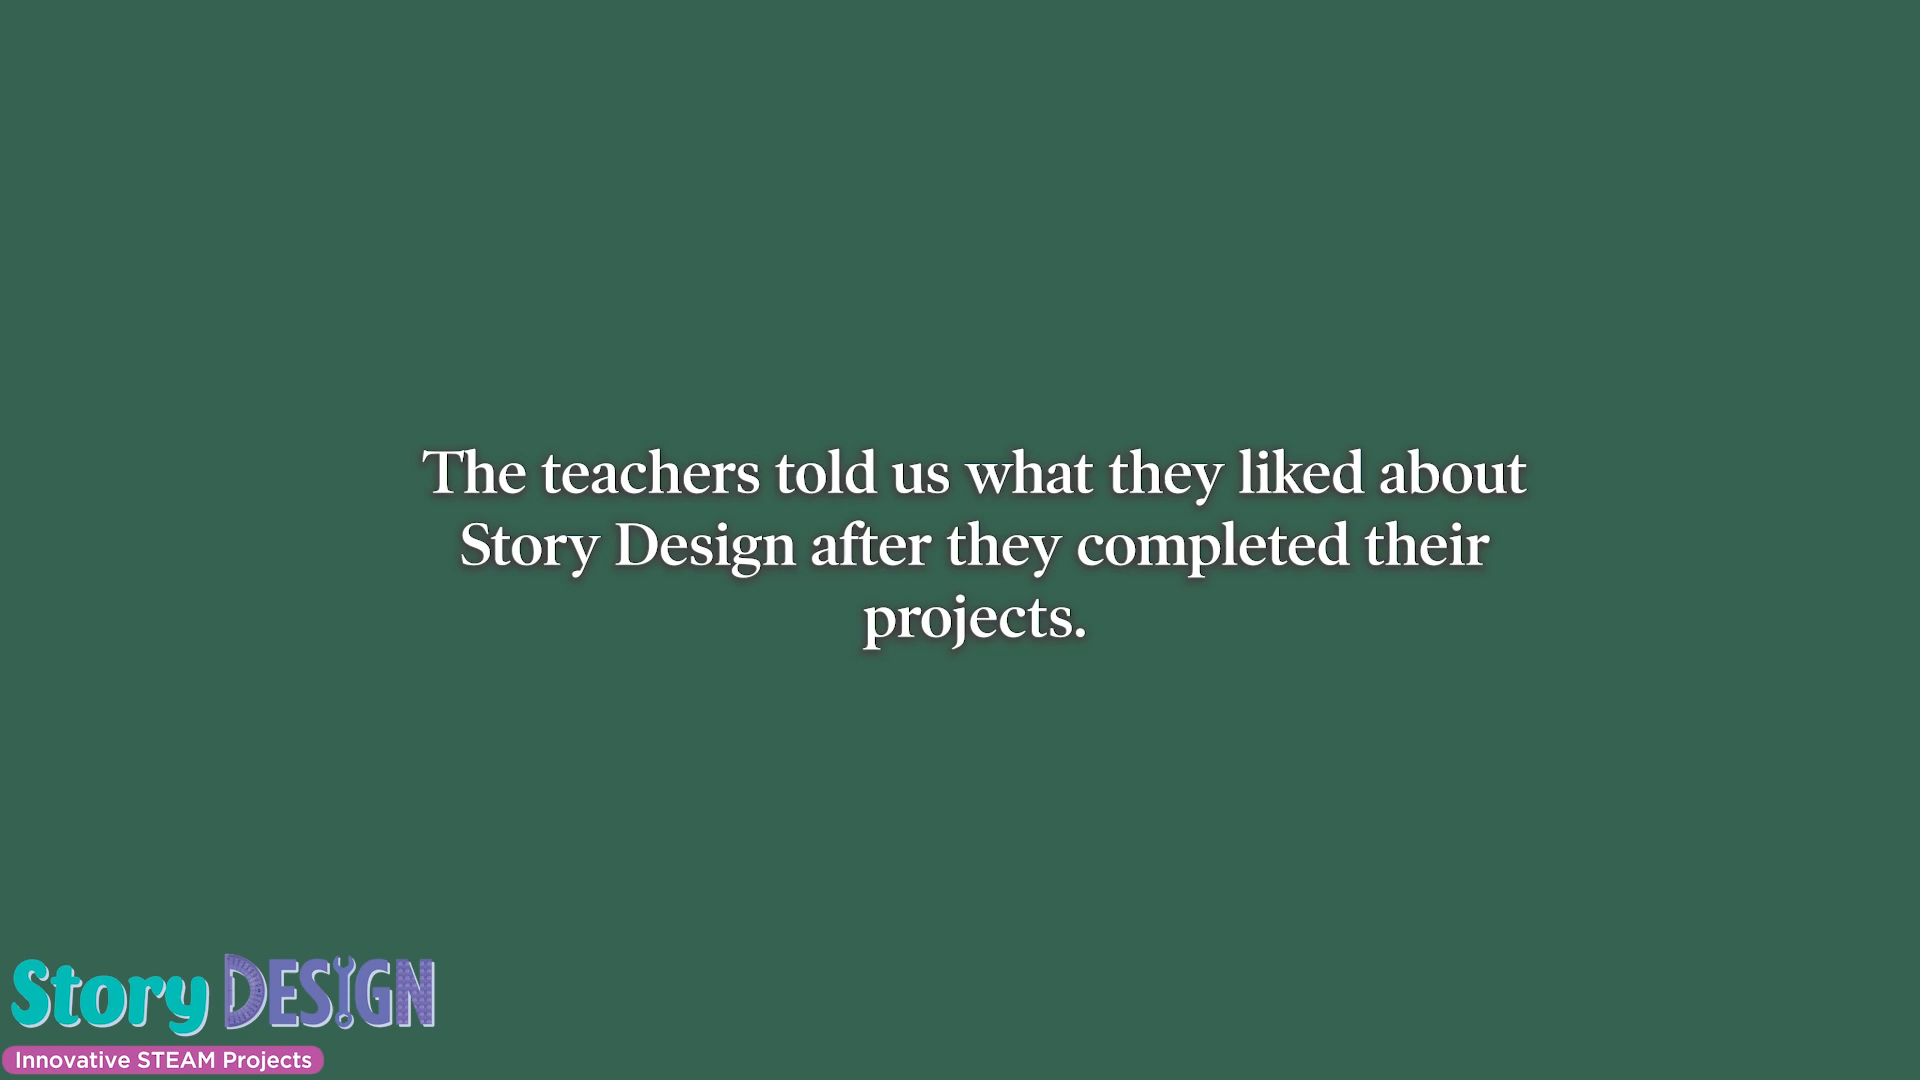 The teachers told us what they liked about
Story Design after they completed their
projects.
Story DESIGN
Innovative STEAM Projects